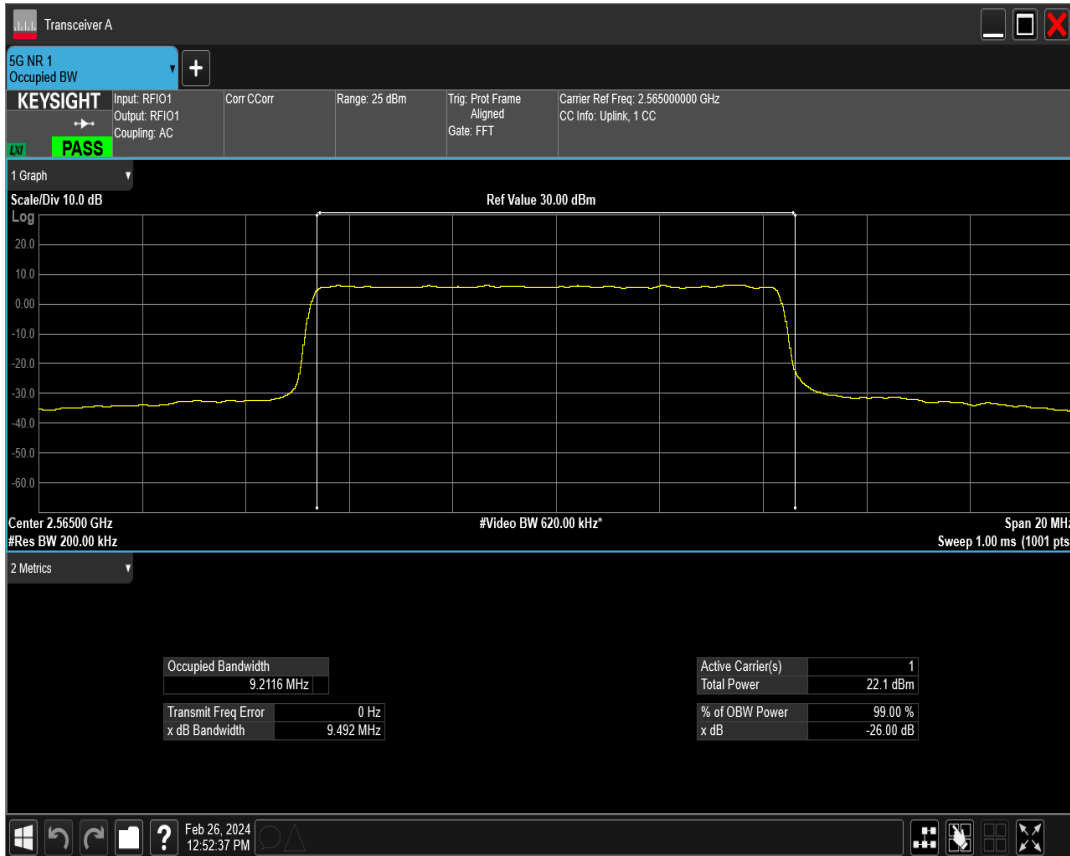 Transceiver A
5G NR 1
Occupied BW
KEYSIGHT
Input: RFIO1
Output: RFIO1
Coupling: AC
Corr CCorr
Range: 25 dBm
Trig: Prot Frame
Aligned
Gate: FFT
Carrier Ref Freq: 2.565000000 GHz
CC Info: Uplink, 1 CC
LXI
PASS
1 Graph
Scale/Div 10.0 dB
Ref Value 30.00 dBm
Log
20.0
10.0
0.00
-10.0
-20.0
-30.0
-40.0
-50.0
-60.0
Center 2.56500 GHz
#Video BW 620.00 kHz*
Span 20 MHz
#Res BW 200.00 kHz
Sweep 1.00 ms (1001 pts
2 Metrics
Occupied Bandwidth
9.2116 MHz
Transmit Freq Error 0 Hz
x dB Bandwidth 9.492 MHz
Active Carrier(s) 1
Total Power 22.1 dBm
% of OBW Power 99.00 %
x dB -26.00 dB
?
Feb 26, 2024
12:52:37 PM